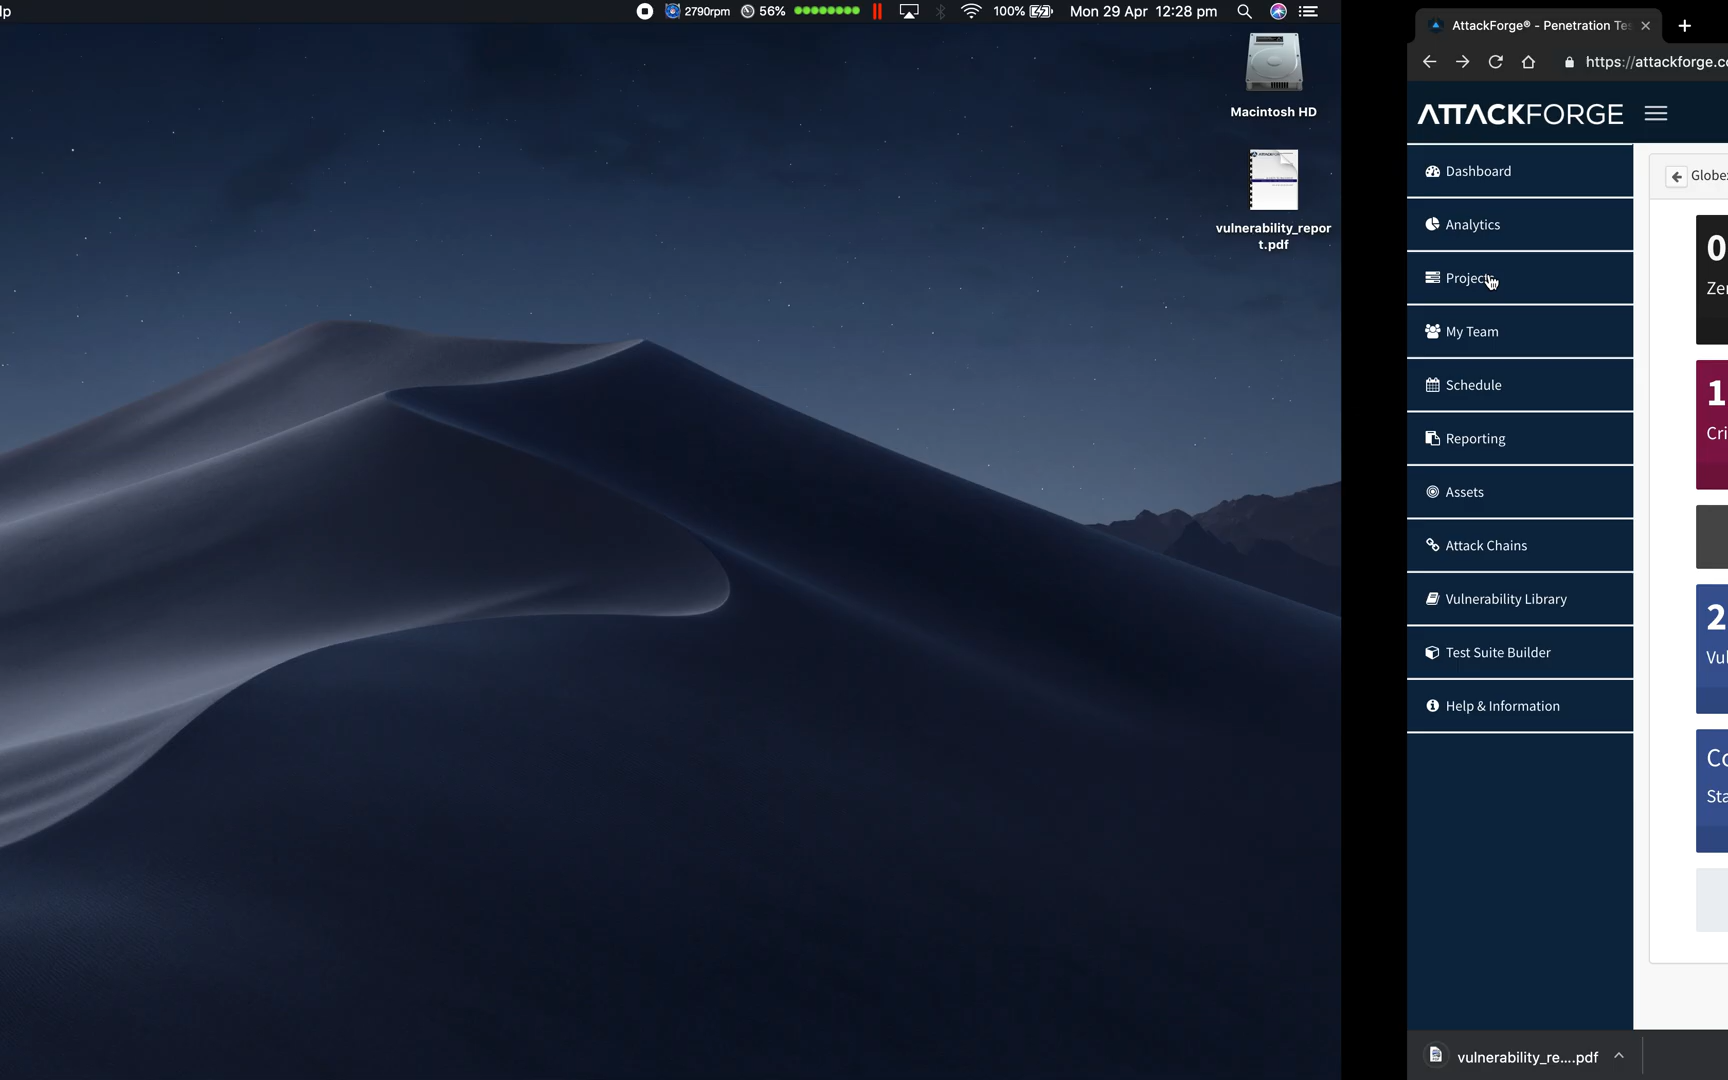 lp
2790rpm
56%
100%
Mon 29 Apr 12:28 pm
Macintosh HD
vulnerability_repor
t.pdf
AttackForge® - Penetration Tes
https://attackforge.co
ATTACKFORGE
Dashboard
Analytics
Projects
My Team
Schedule
Reporting
Assets
Attack Chains
Vulnerability Library
Test Suite Builder
Help & Information
Globe
0
Zer
1
Cri
2
Vul
Co
Sta
vulnerability_re....pdf